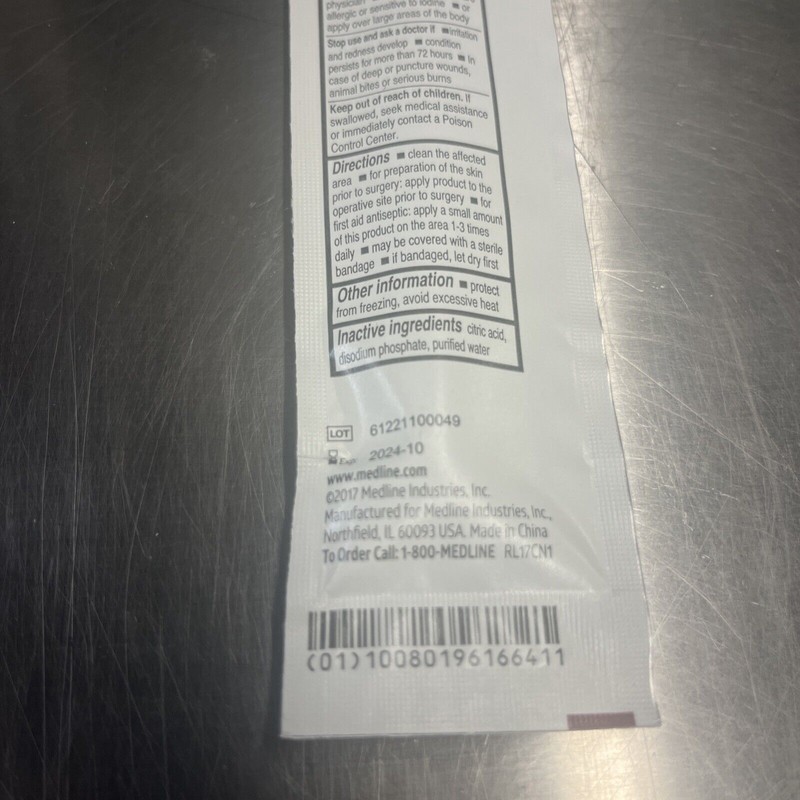 physician ■ or
allergic or sensitive to iodine ■ or
apply over large areas of the body
Stop use and ask a doctor if ■ irritation
and redness develop ■ condition
persists for more than 72 hours ■ in
case of deep or puncture wounds,
animal bites or serious burns
Keep out of reach of children. If
swallowed, seek medical assistance
or immediately contact a Poison
Control Center.
Directions ■ clean the affected
area ■ for preparation of the skin
prior to surgery: apply product to the
operative site prior to surgery ■ for
first aid antiseptic: apply a small amount
of this product on the area 1-3 times
daily ■ may be covered with a sterile
bandage ■ if bandaged, let dry first
Other information ■ protect
from freezing, avoid excessive heat
Inactive ingredients citric acid,
disodium phosphate, purified water
LOT 61221100049
Exp. 2024-10
www.medline.com
©2017 Medline Industries, Inc.
Manufactured for Medline Industries, Inc.,
Northfield, IL 60093 USA. Made in China
To Order Call: 1-800-MEDLINE RL17CN1
(01)10080196166411